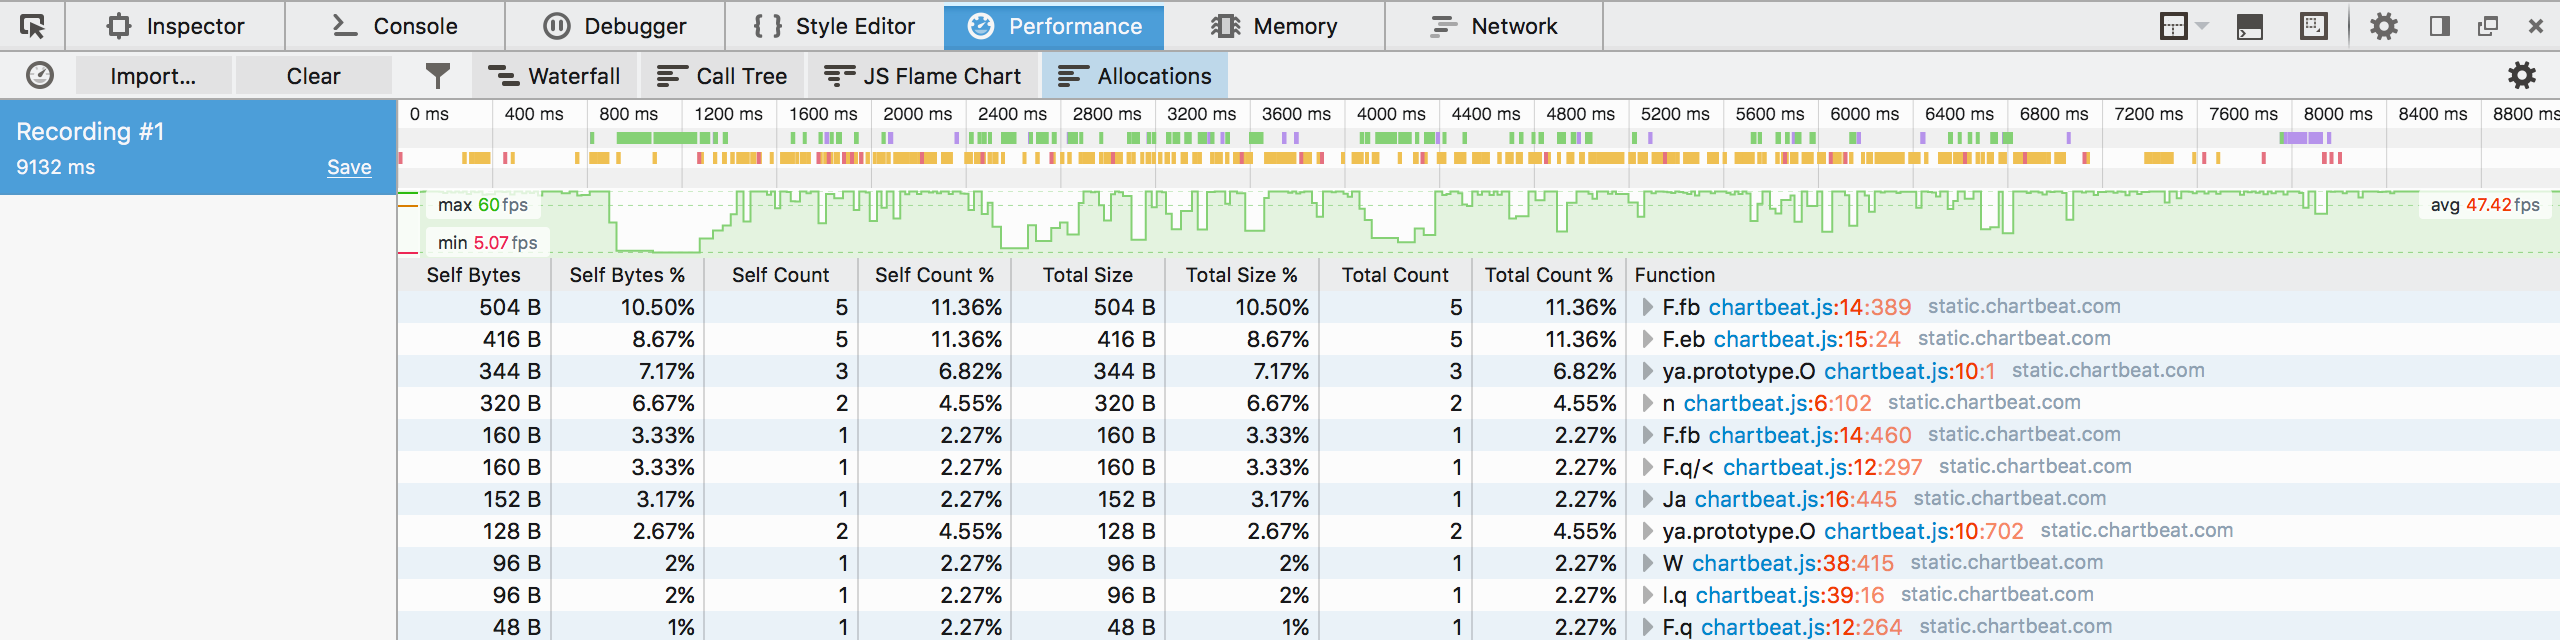 Inspector Console Debugger { } Style Editor Performance Memory Network
Import... Clear Waterfall Call Tree JS Flame Chart Allocations
Recording #1
9132 ms Save
0 ms 400 ms 800 ms 1200 ms 1600 ms 2000 ms 2400 ms 2800 ms 3200 ms 3600 ms 4000 ms 4400 ms 4800 ms 5200 ms 5600 ms 6000 ms 6400 ms 6800 ms 7200 ms 7600 ms 8000 ms 8400 ms 8800 ms
max 60 fps avg 47.42 fps
min 5.07 fps
Self Bytes Self Bytes % Self Count Self Count % Total Size Total Size % Total Count Total Count % Function
504 B 10.50% 5 11.36% 504 B 10.50% 5 11.36% F.fb chartbeat.js:14:389 static.chartbeat.com
416 B 8.67% 5 11.36% 416 B 8.67% 5 11.36% F.eb chartbeat.js:15:24 static.chartbeat.com
344 B 7.17% 3 6.82% 344 B 7.17% 3 6.82% ya.prototype.O chartbeat.js:10:1 static.chartbeat.com
320 B 6.67% 2 4.55% 320 B 6.67% 2 4.55% n chartbeat.js:6:102 static.chartbeat.com
160 B 3.33% 1 2.27% 160 B 3.33% 1 2.27% F.fb chartbeat.js:14:460 static.chartbeat.com
160 B 3.33% 1 2.27% 160 B 3.33% 1 2.27% F.q/< chartbeat.js:12:297 static.chartbeat.com
152 B 3.17% 1 2.27% 152 B 3.17% 1 2.27% Ja chartbeat.js:16:445 static.chartbeat.com
128 B 2.67% 2 4.55% 128 B 2.67% 2 4.55% ya.prototype.O chartbeat.js:10:702 static.chartbeat.com
96 B 2% 1 2.27% 96 B 2% 1 2.27% W chartbeat.js:38:415 static.chartbeat.com
96 B 2% 1 2.27% 96 B 2% 1 2.27% l.q chartbeat.js:39:16 static.chartbeat.com
48 B 1% 1 2.27% 48 B 1% 1 2.27% F.q chartbeat.js:12:264 static.chartbeat.com